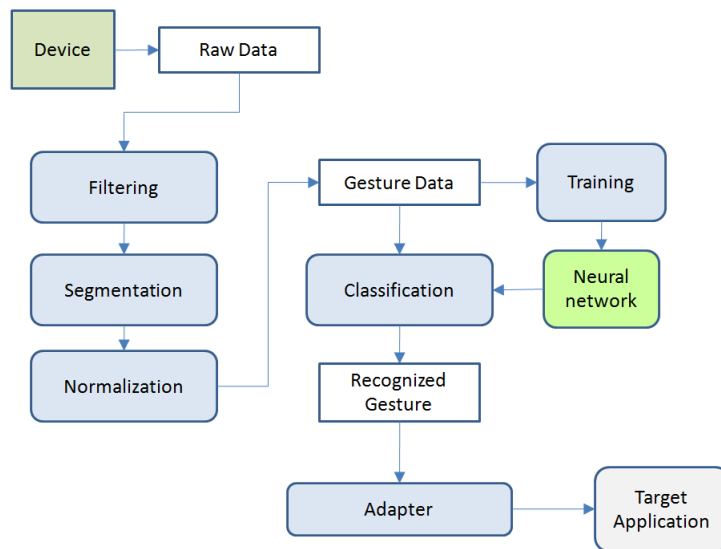 Device
Raw Data
Filtering
Gesture Data
Training
Segmentation
Classification
Neural
network
Normalization
Recognized
Gesture
Adapter
Target
Application